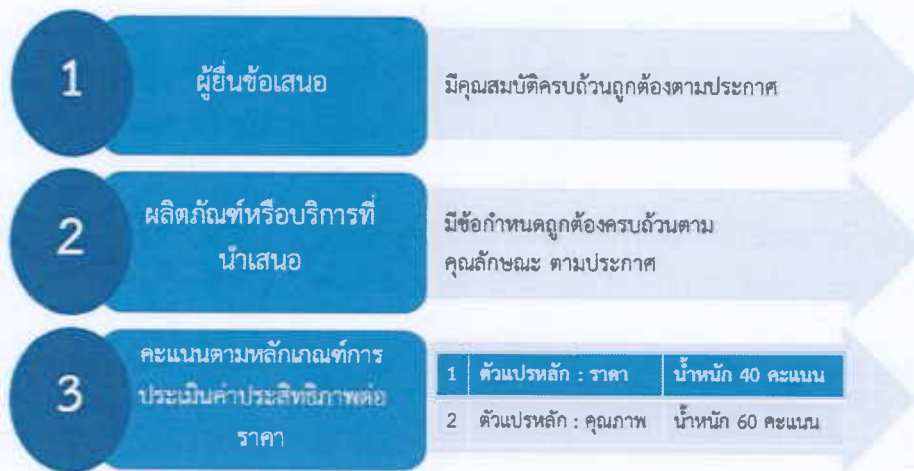 1
ผู้ยื่นข้อเสนอ
มีคุณสมบัติครบถ้วนถูกต้องตามประกาศ
2
ผลิตภัณฑ์หรือบริการที่
นำเสนอ
มีข้อกำหนดถูกต้องครบถ้วนตาม
คุณลักษณะ ตามประกาศ
3
คะแนนตามหลักเกณฑ์การ
ประเมินค่าประสิทธิภาพต่อ
ราคา
1 ตัวแปรหลัก : ราคา น้ำหนัก 40 คะแนน
2 ตัวแปรหลัก : คุณภาพ น้ำหนัก 60 คะแนน